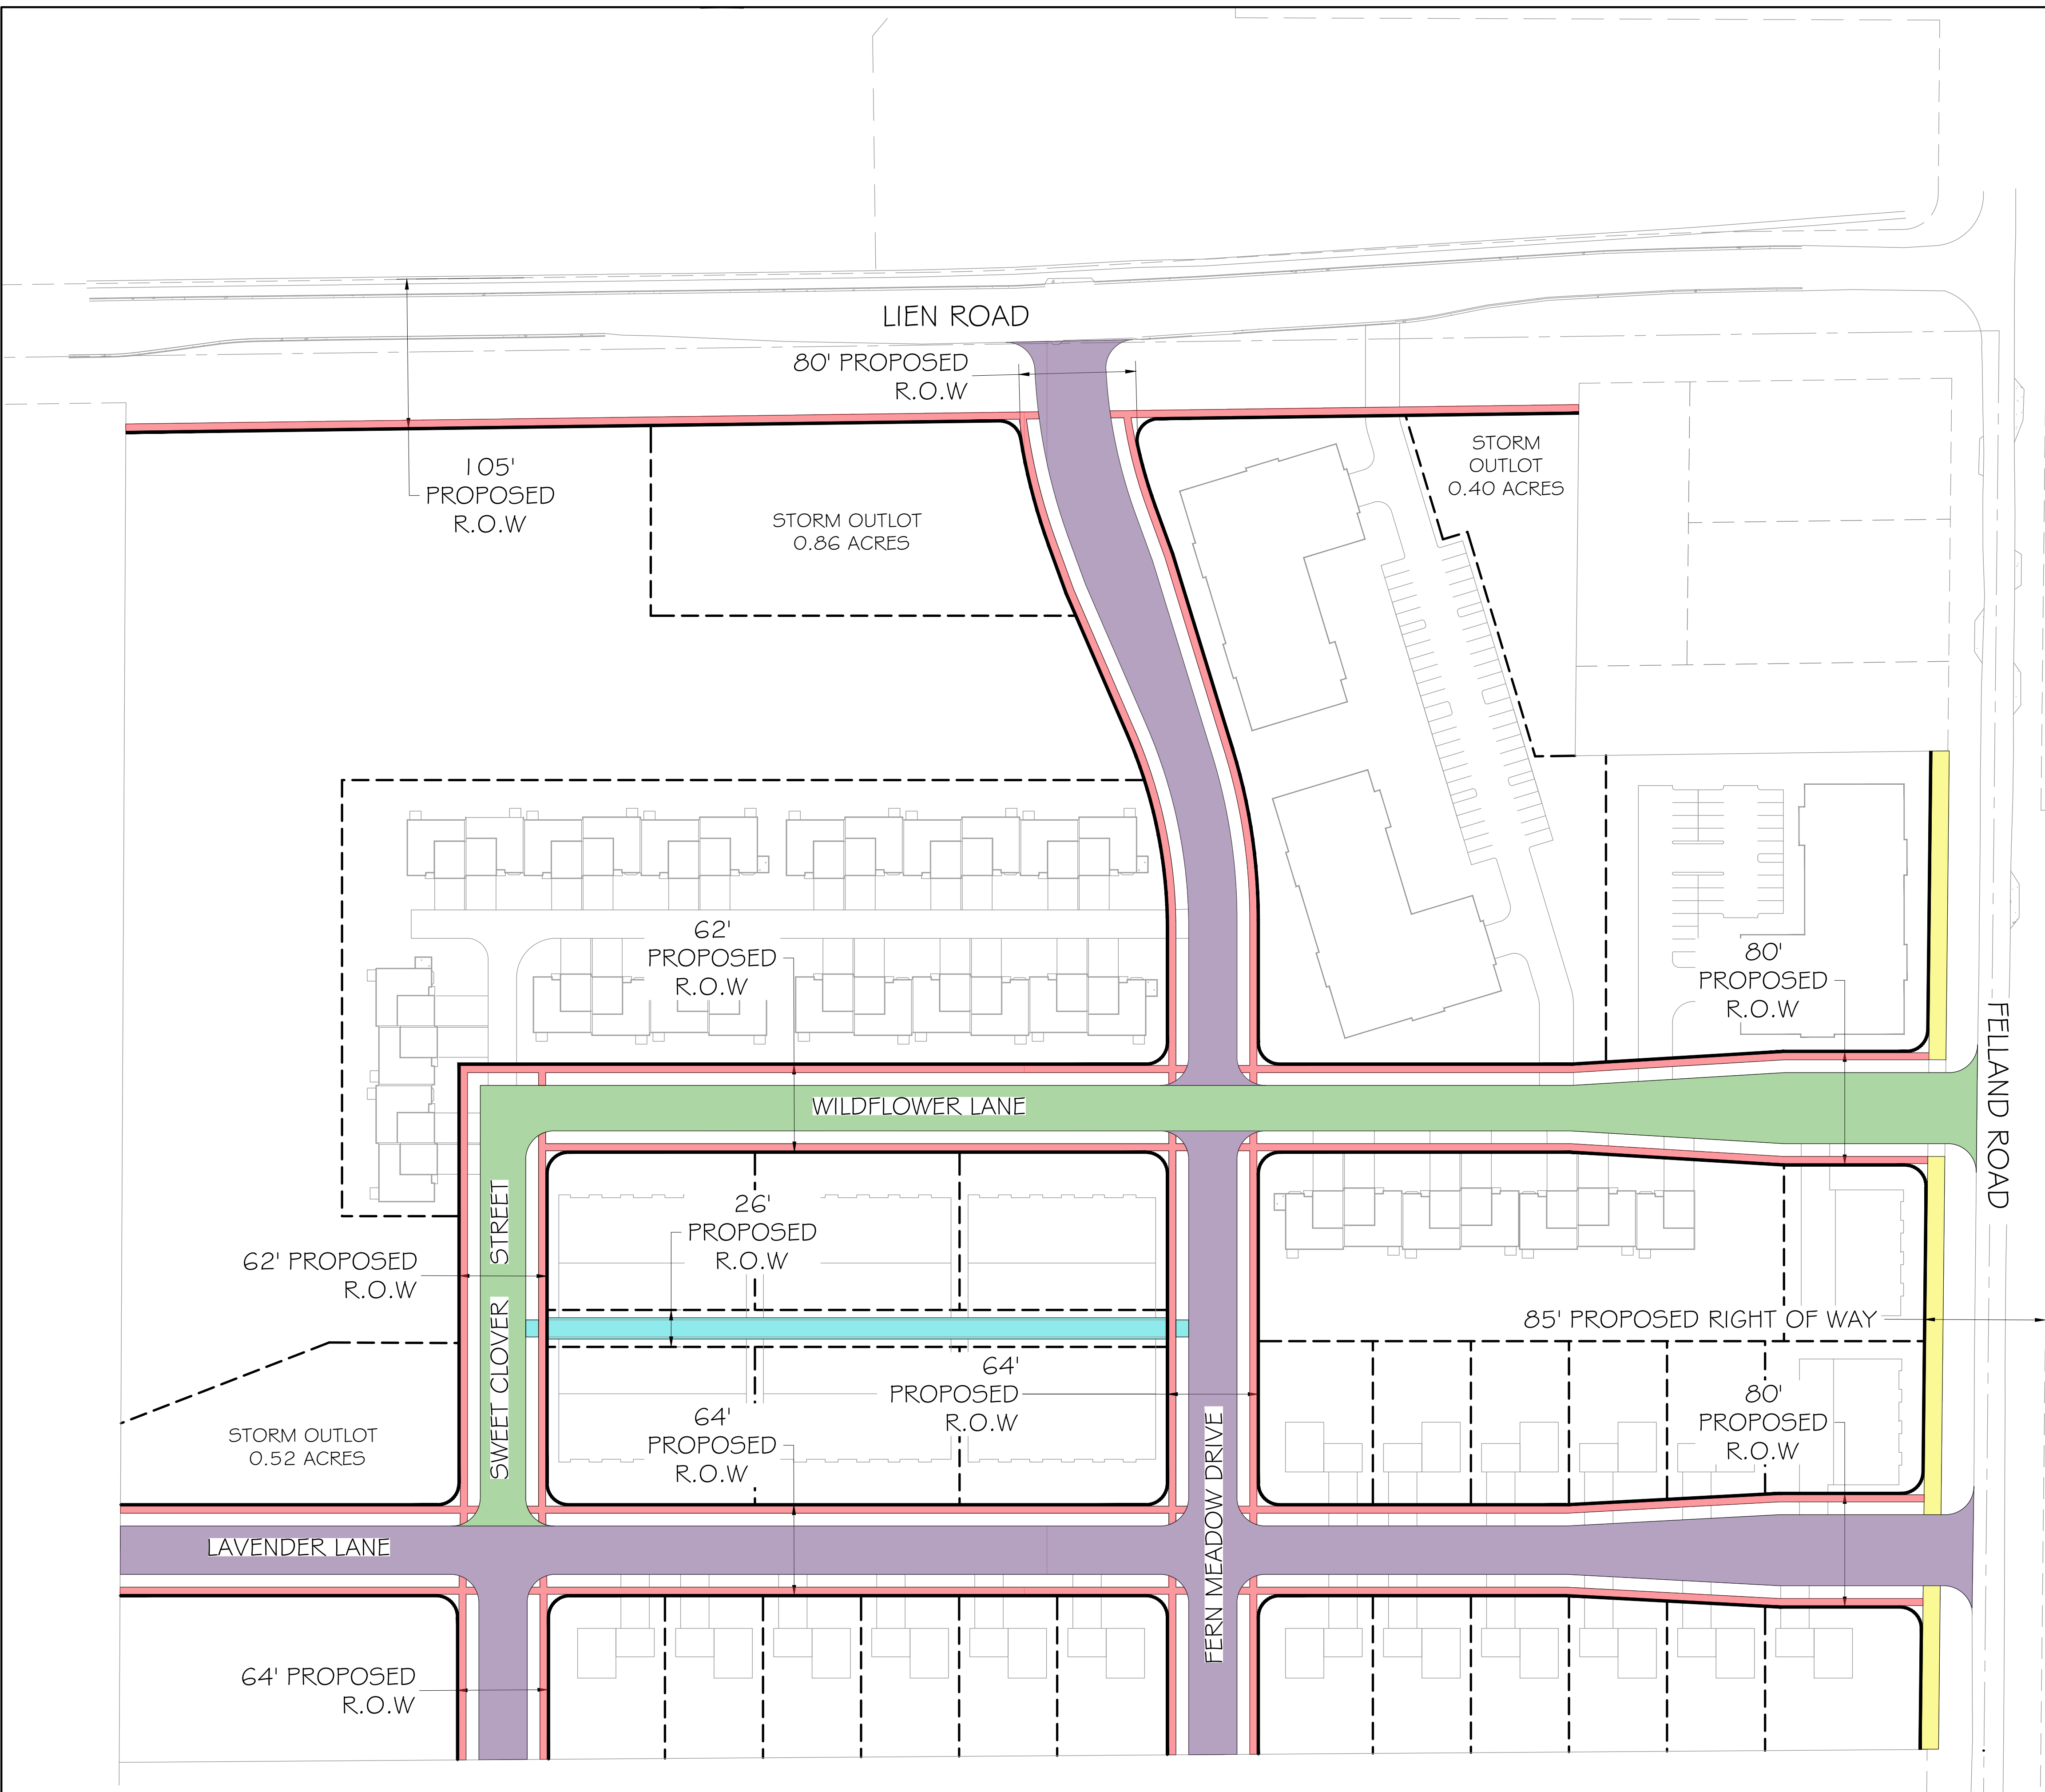 LIEN ROAD
80' PROPOSED
R.O.W
105'
PROPOSED
R.O.W
STORM OUTLOT
0.86 ACRES
STORM
OUTLOT
0.40 ACRES
62'
PROPOSED
R.O.W
80'
PROPOSED
R.O.W
FELLAND ROAD
WILDFLOWER LANE
SWEET CLOVER STREET
26'
PROPOSED
R.O.W
62' PROPOSED
R.O.W
85' PROPOSED RIGHT OF WAY
64'
PROPOSED
R.O.W
64'
PROPOSED
R.O.W
80'
PROPOSED
R.O.W
STORM OUTLOT
0.52 ACRES
LAVENDER LANE
FERN MEADOW DRIVE
64' PROPOSED
R.O.W